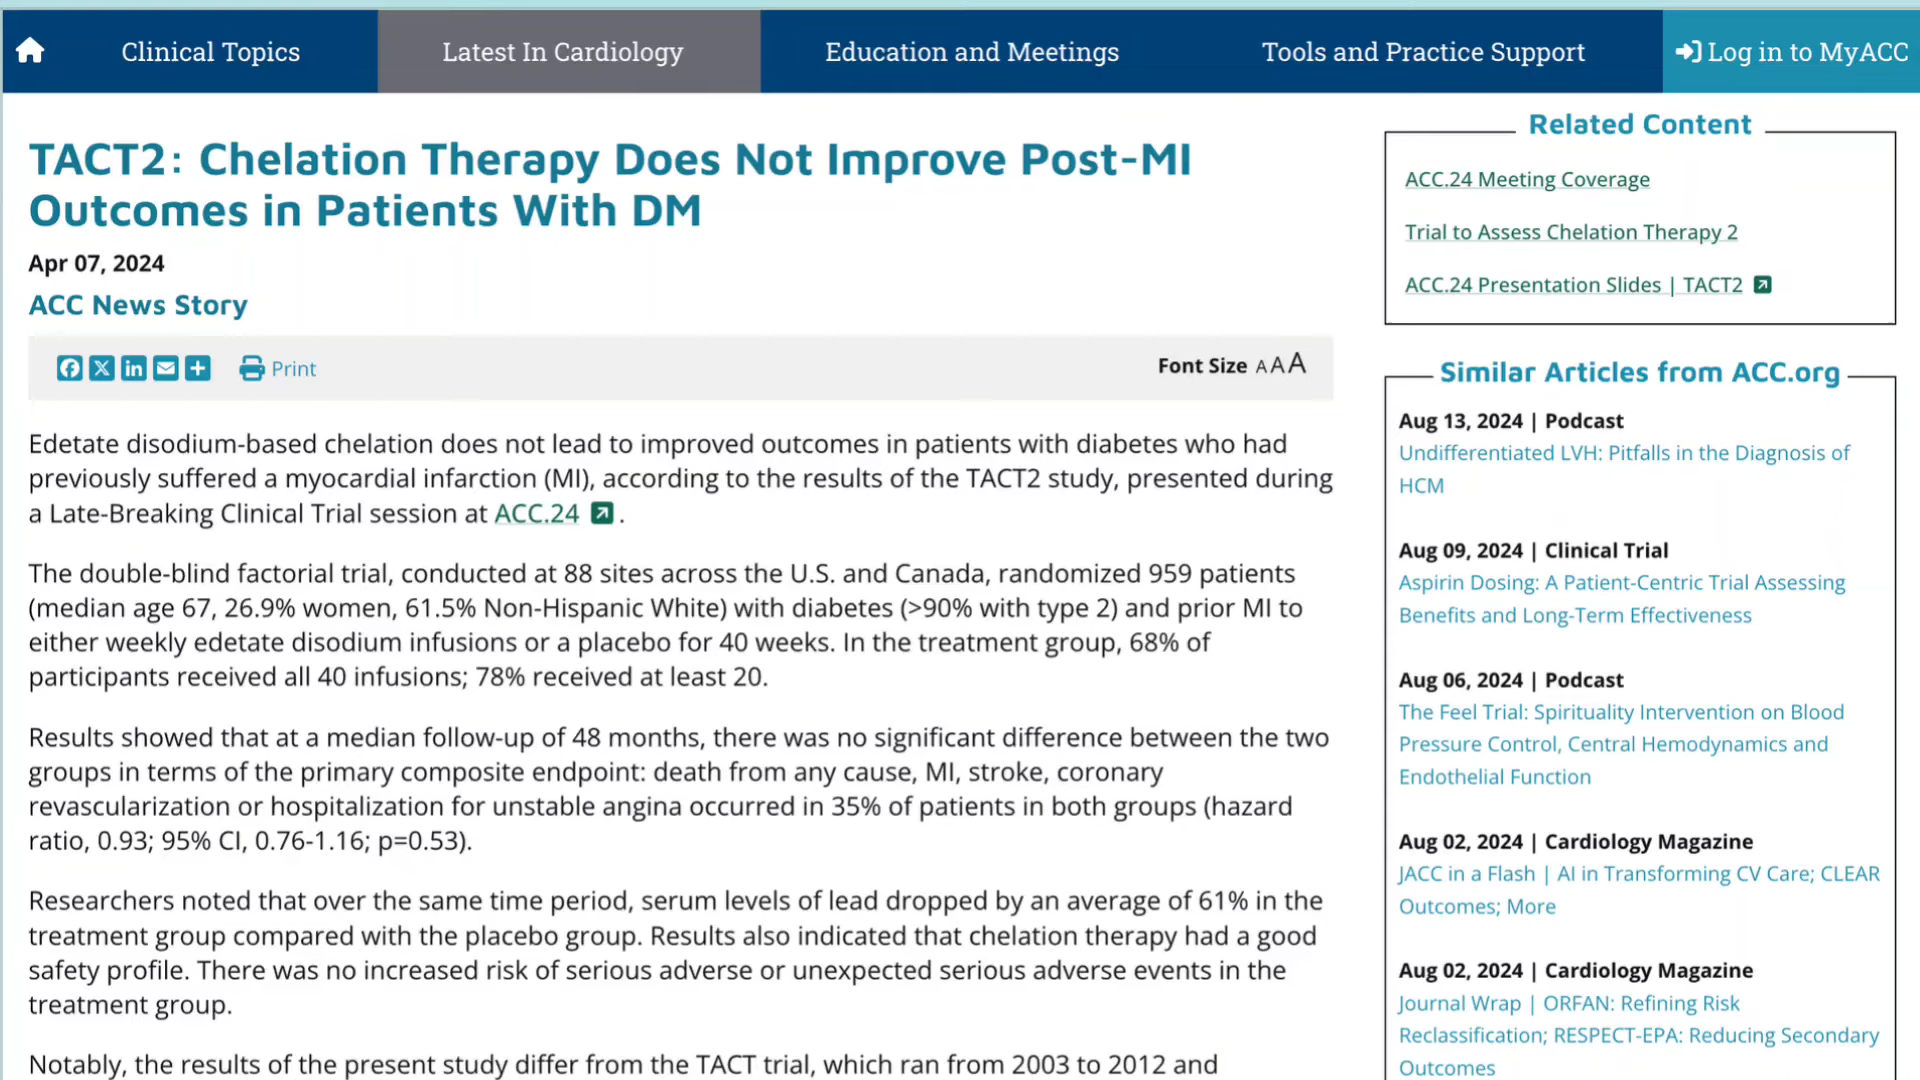 Clinical Topics
Latest In Cardiology
Education and Meetings
Tools and Practice Support
Log in to MyACC
TACT2: Chelation Therapy Does Not Improve Post-MI
Outcomes in Patients With DM
Apr 07, 2024
ACC News Story
Print
Font Size A A A
Edetate disodium-based chelation does not lead to improved outcomes in patients with diabetes who had
previously suffered a myocardial infarction (MI), according to the results of the TACT2 study, presented during
a Late-Breaking Clinical Trial session at ACC.24 .
The double-blind factorial trial, conducted at 88 sites across the U.S. and Canada, randomized 959 patients
(median age 67, 26.9% women, 61.5% Non-Hispanic White) with diabetes (>90% with type 2) and prior MI to
either weekly edetate disodium infusions or a placebo for 40 weeks. In the treatment group, 68% of
participants received all 40 infusions; 78% received at least 20.
Results showed that at a median follow-up of 48 months, there was no significant difference between the two
groups in terms of the primary composite endpoint: death from any cause, MI, stroke, coronary
revascularization or hospitalization for unstable angina occurred in 35% of patients in both groups (hazard
ratio, 0.93; 95% CI, 0.76-1.16; p=0.53).
Researchers noted that over the same time period, serum levels of lead dropped by an average of 61% in the
treatment group compared with the placebo group. Results also indicated that chelation therapy had a good
safety profile. There was no increased risk of serious adverse or unexpected serious adverse events in the
treatment group.
Notably, the results of the present study differ from the TACT trial, which ran from 2003 to 2012 and
Related Content
ACC.24 Meeting Coverage
Trial to Assess Chelation Therapy 2
ACC.24 Presentation Slides | TACT2
Similar Articles from ACC.org
Aug 13, 2024 | Podcast
Undifferentiated LVH: Pitfalls in the Diagnosis of
HCM
Aug 09, 2024 | Clinical Trial
Aspirin Dosing: A Patient-Centric Trial Assessing
Benefits and Long-Term Effectiveness
Aug 06, 2024 | Podcast
The Feel Trial: Spirituality Intervention on Blood
Pressure Control, Central Hemodynamics and
Endothelial Function
Aug 02, 2024 | Cardiology Magazine
JACC in a Flash | AI in Transforming CV Care; CLEAR
Outcomes; More
Aug 02, 2024 | Cardiology Magazine
Journal Wrap | ORFAN: Refining Risk
Reclassification; RESPECT-EPA: Reducing Secondary
Outcomes